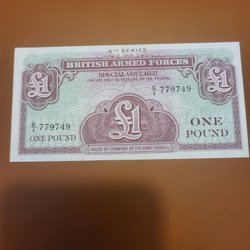 4TH SERIES
BRITISH ARMED FORCES
SPECIAL VOUCHER
£1
£1
K/1 779749
£1
K/1 779749
ONE POUND
ONE
POUND
ISSUED BY COMMAND OF THE ARMY COUNCIL